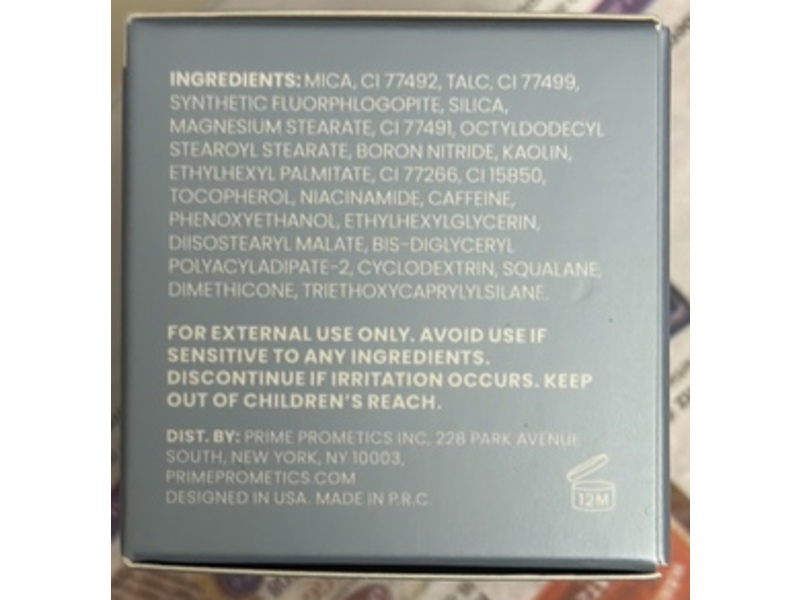 INGREDIENTS: MICA, CI 77492, TALC, CI 77499,
SYNTHETIC FLUORPHLOGOPITE, SILICA,
MAGNESIUM STEARATE, CI 77491, OCTYLDODECYL
STEAROYL STEARATE, BORON NITRIDE, KAOLIN,
ETHYLHEXYL PALMITATE, CI 77266, CI 15850,
TOCOPHEROL, NIACINAMIDE, CAFFEINE,
PHENOXYETHANOL, ETHYLHEXYLGLYCERIN,
DIISOSTEARYL MALATE, BIS-DIGLYCERYL
POLYACYLADIPATE-2, CYCLODEXTRIN, SQUALANE,
DIMETHICONE, TRIETHOXYCAPRYLYLSILANE.
FOR EXTERNAL USE ONLY. AVOID USE IF
SENSITIVE TO ANY INGREDIENTS.
DISCONTINUE IF IRRITATION OCCURS. KEEP
OUT OF CHILDREN'S REACH.
DIST. BY: PRIME PROMETICS INC, 228 PARK AVENUE
SOUTH, NEW YORK, NY 10003,
PRIMEPROMETICS.COM
DESIGNED IN USA. MADE IN P.R.C.
12M